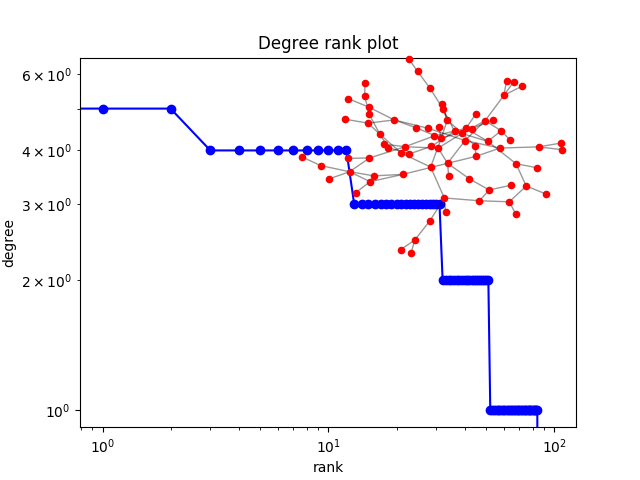 Degree rank plot
6 × 10⁰
4 × 10⁰
3 × 10⁰
2 × 10⁰
10⁰
degree
10⁰ 10¹ 10²
rank